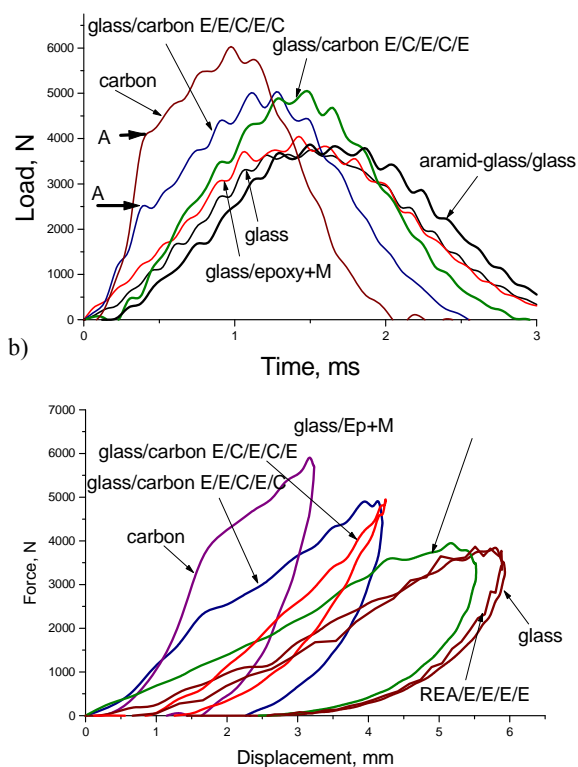 glass/carbon E/E/C/E/C
glass/carbon E/C/E/C/E
carbon
A
A
aramid-glass/glass
glass
glass/epoxy+M
Load, N
6000
5000
4000
3000
2000
1000
0
0 1 2 3
Time, ms
b)
glass/Ep+M
glass/carbon E/C/E/C/E
glass/carbon E/E/C/E/C
carbon
glass
REA/E/E/E/E
Force, N
7000
6000
5000
4000
3000
2000
1000
0
0 1 2 3 4 5 6
Displacement, mm